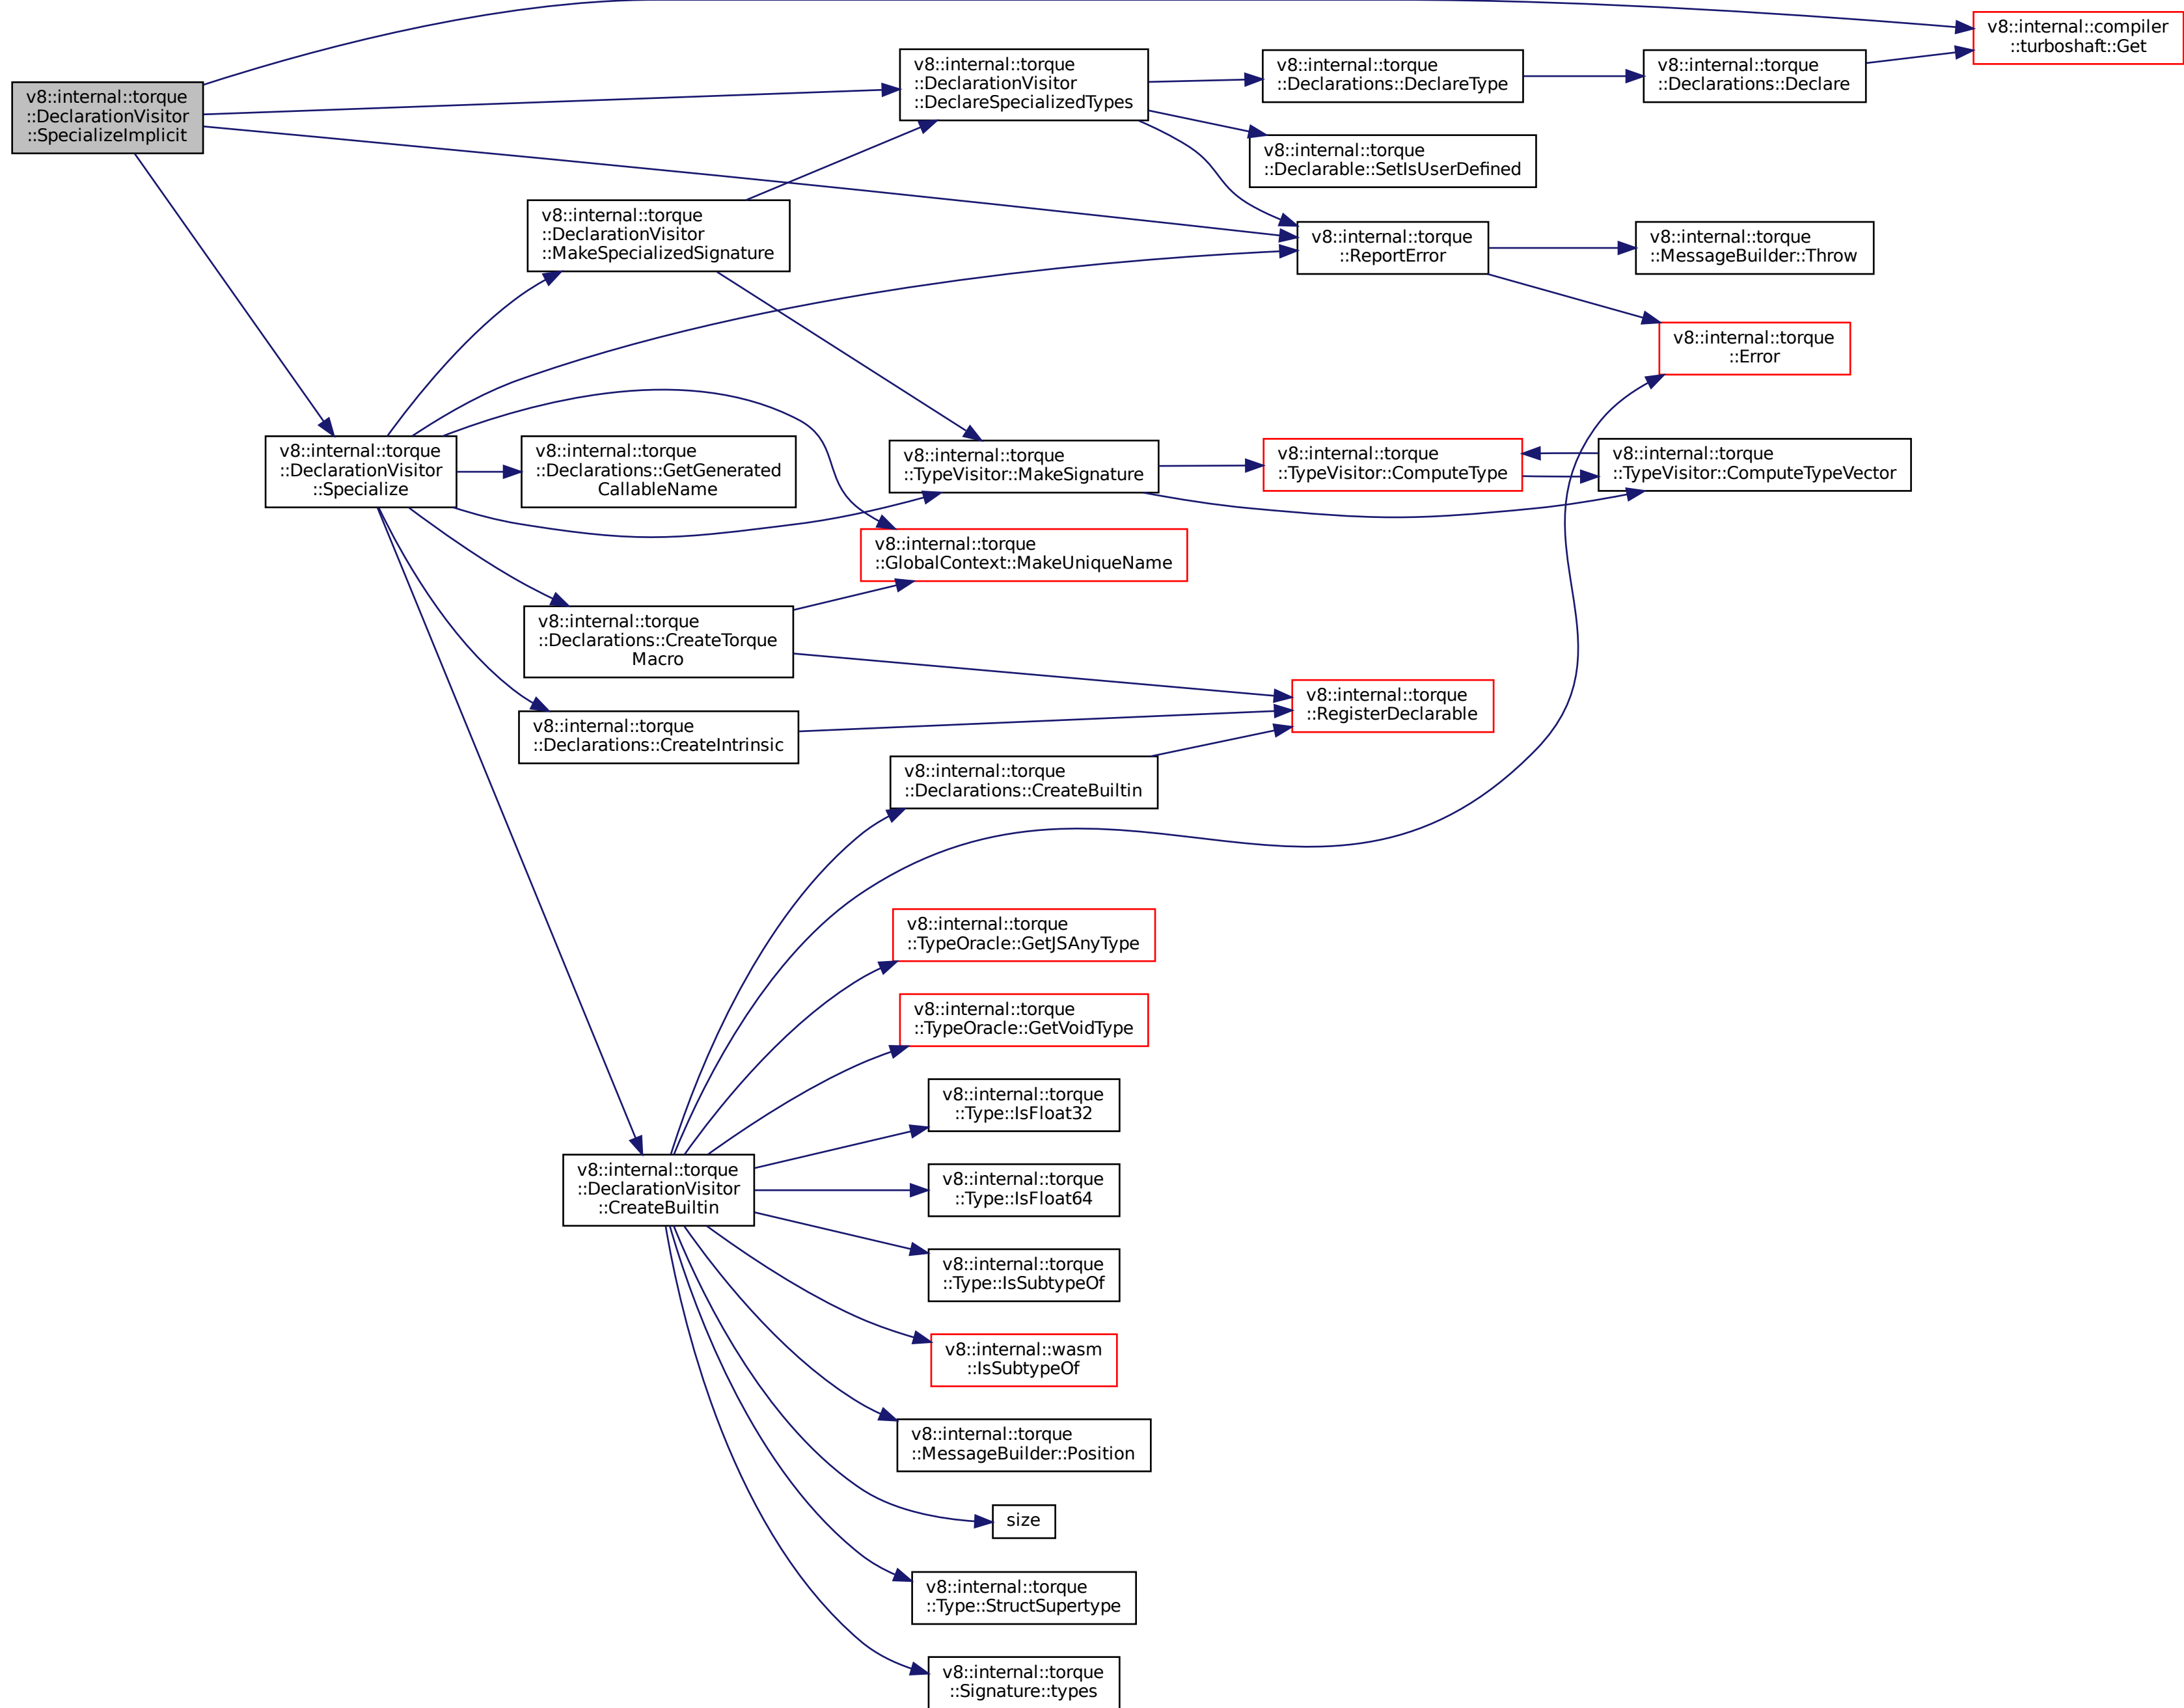 v8::internal::torque
::DeclarationVisitor
::SpecializeImplicit
v8::internal::compiler
::turboshaft::Get
v8::internal::torque
::DeclarationVisitor
::DeclareSpecializedTypes
v8::internal::torque
::Declarations::DeclareType
v8::internal::torque
::Declarations::Declare
v8::internal::torque
::Declarable::SetIsUserDefined
v8::internal::torque
::DeclarationVisitor
::MakeSpecializedSignature
v8::internal::torque
::ReportError
v8::internal::torque
::MessageBuilder::Throw
v8::internal::torque
::Error
v8::internal::torque
::DeclarationVisitor
::Specialize
v8::internal::torque
::Declarations::GetGenerated
CallableName
v8::internal::torque
::TypeVisitor::MakeSignature
v8::internal::torque
::TypeVisitor::ComputeType
v8::internal::torque
::TypeVisitor::ComputeTypeVector
v8::internal::torque
::GlobalContext::MakeUniqueName
v8::internal::torque
::Declarations::CreateTorque
Macro
v8::internal::torque
::RegisterDeclarable
v8::internal::torque
::Declarations::CreateIntrinsic
v8::internal::torque
::Declarations::CreateBuiltin
v8::internal::torque
::TypeOracle::GetJSAnyType
v8::internal::torque
::TypeOracle::GetVoidType
v8::internal::torque
::Type::IsFloat32
v8::internal::torque
::DeclarationVisitor
::CreateBuiltin
v8::internal::torque
::Type::IsFloat64
v8::internal::torque
::Type::IsSubtypeOf
v8::internal::wasm
::IsSubtypeOf
v8::internal::torque
::MessageBuilder::Position
size
v8::internal::torque
::Type::StructSupertype
v8::internal::torque
::Signature::types